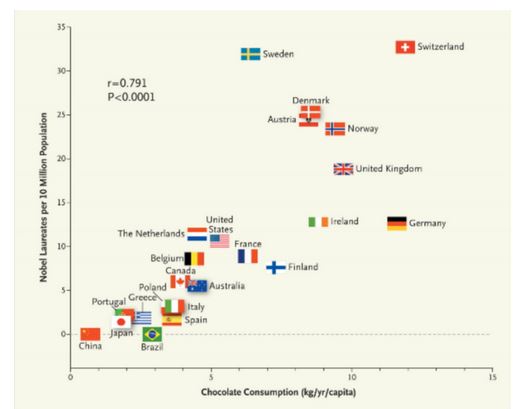 35
Sweden
Switzerland
30
r=0.791
P<0.0001
Denmark
25
Austria
Norway
Nobel Laureates per 10 Million Population
20
United Kingdom
15
Ireland
Germany
United
States
The Netherlands
10
France
Belgium
Finland
Canada
5
Australia
Poland
Portugal
Greece
Italy
Spain
0
Japan
China
Brazil
0
5
10
15
Chocolate Consumption (kg/yr/capita)